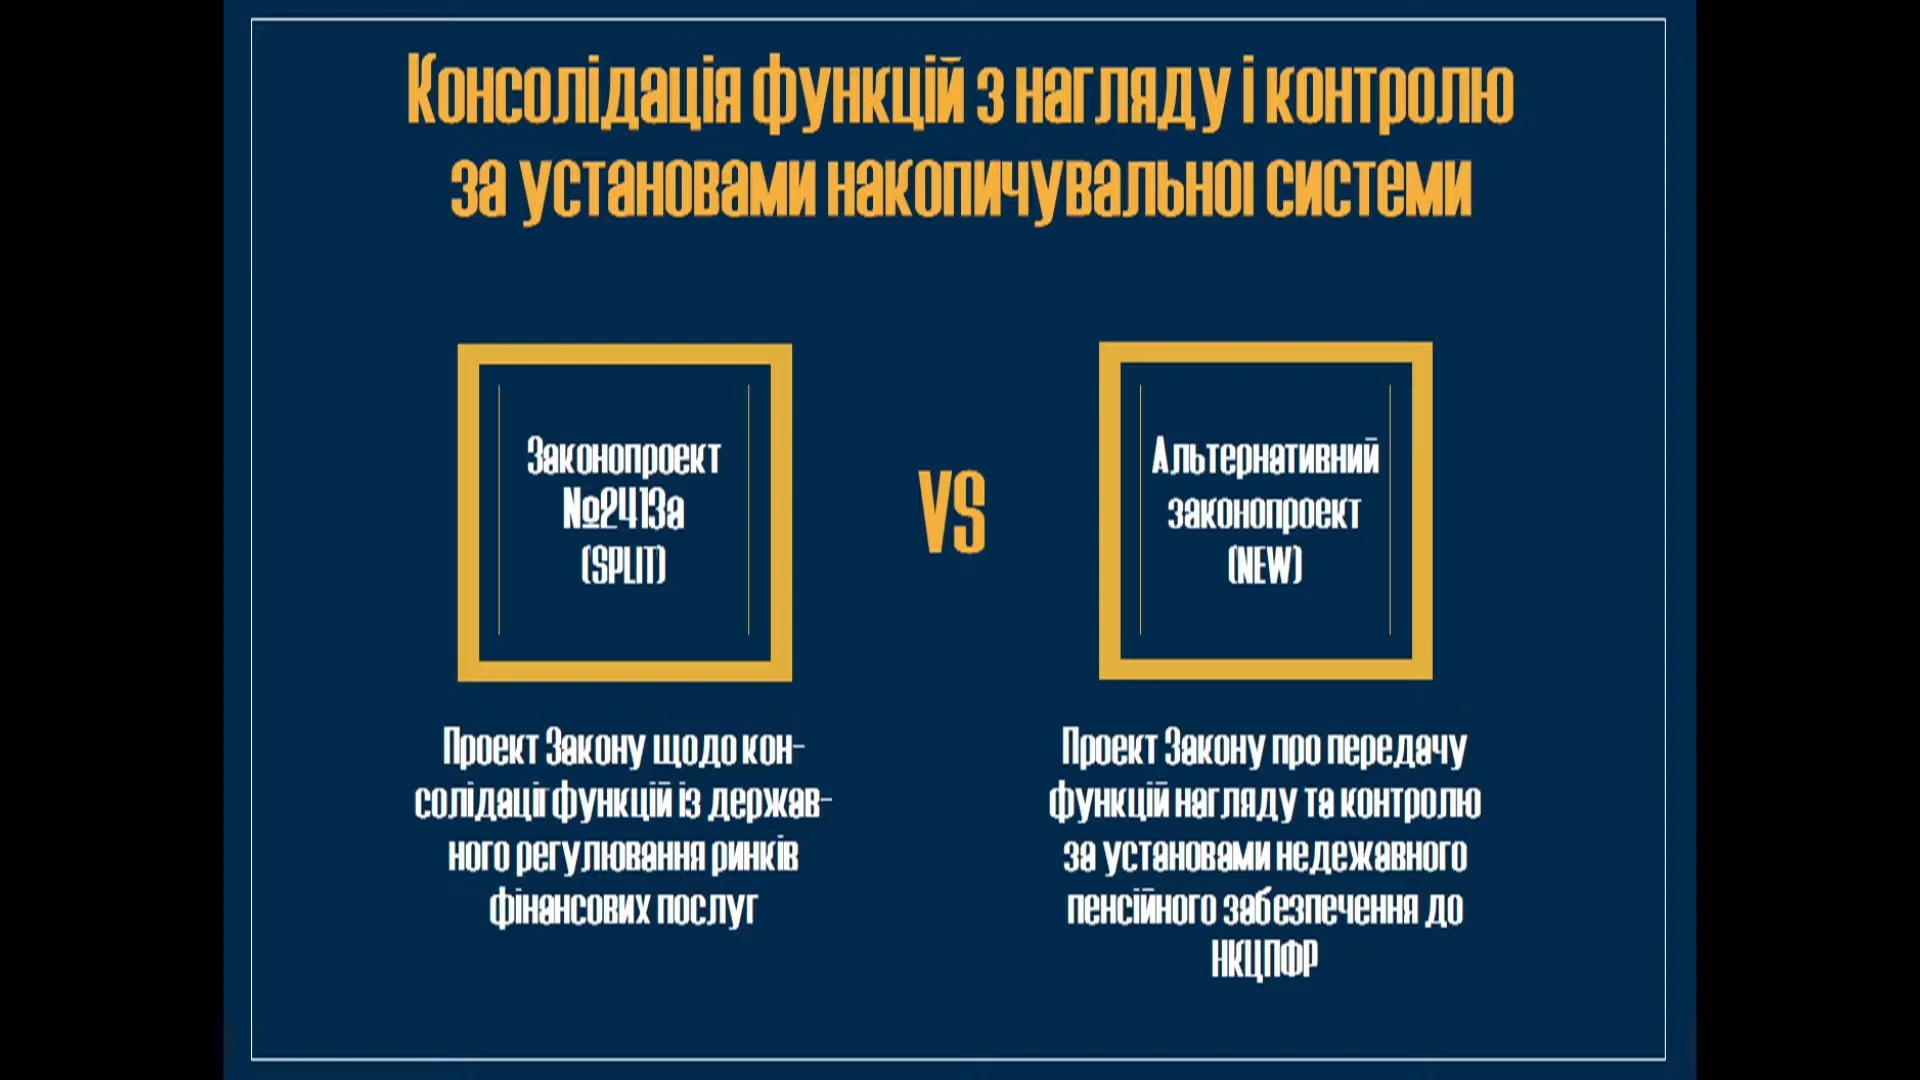 Консолідація функцій з нагляду і контролю
за установами накопичувальноі системи
Законопроект
№2413а
(SPLIT)
VS
Альтернативний
законопроект
(NEW)
Проект Закону щодо кон-
солідації функцій із держав-
ного регулювання ринків
фінансових послуг
Проект Закону про передачу
функцій нагляду та контролю
за установами недежавного
пенсійного забезпечення до
НКЦПФР